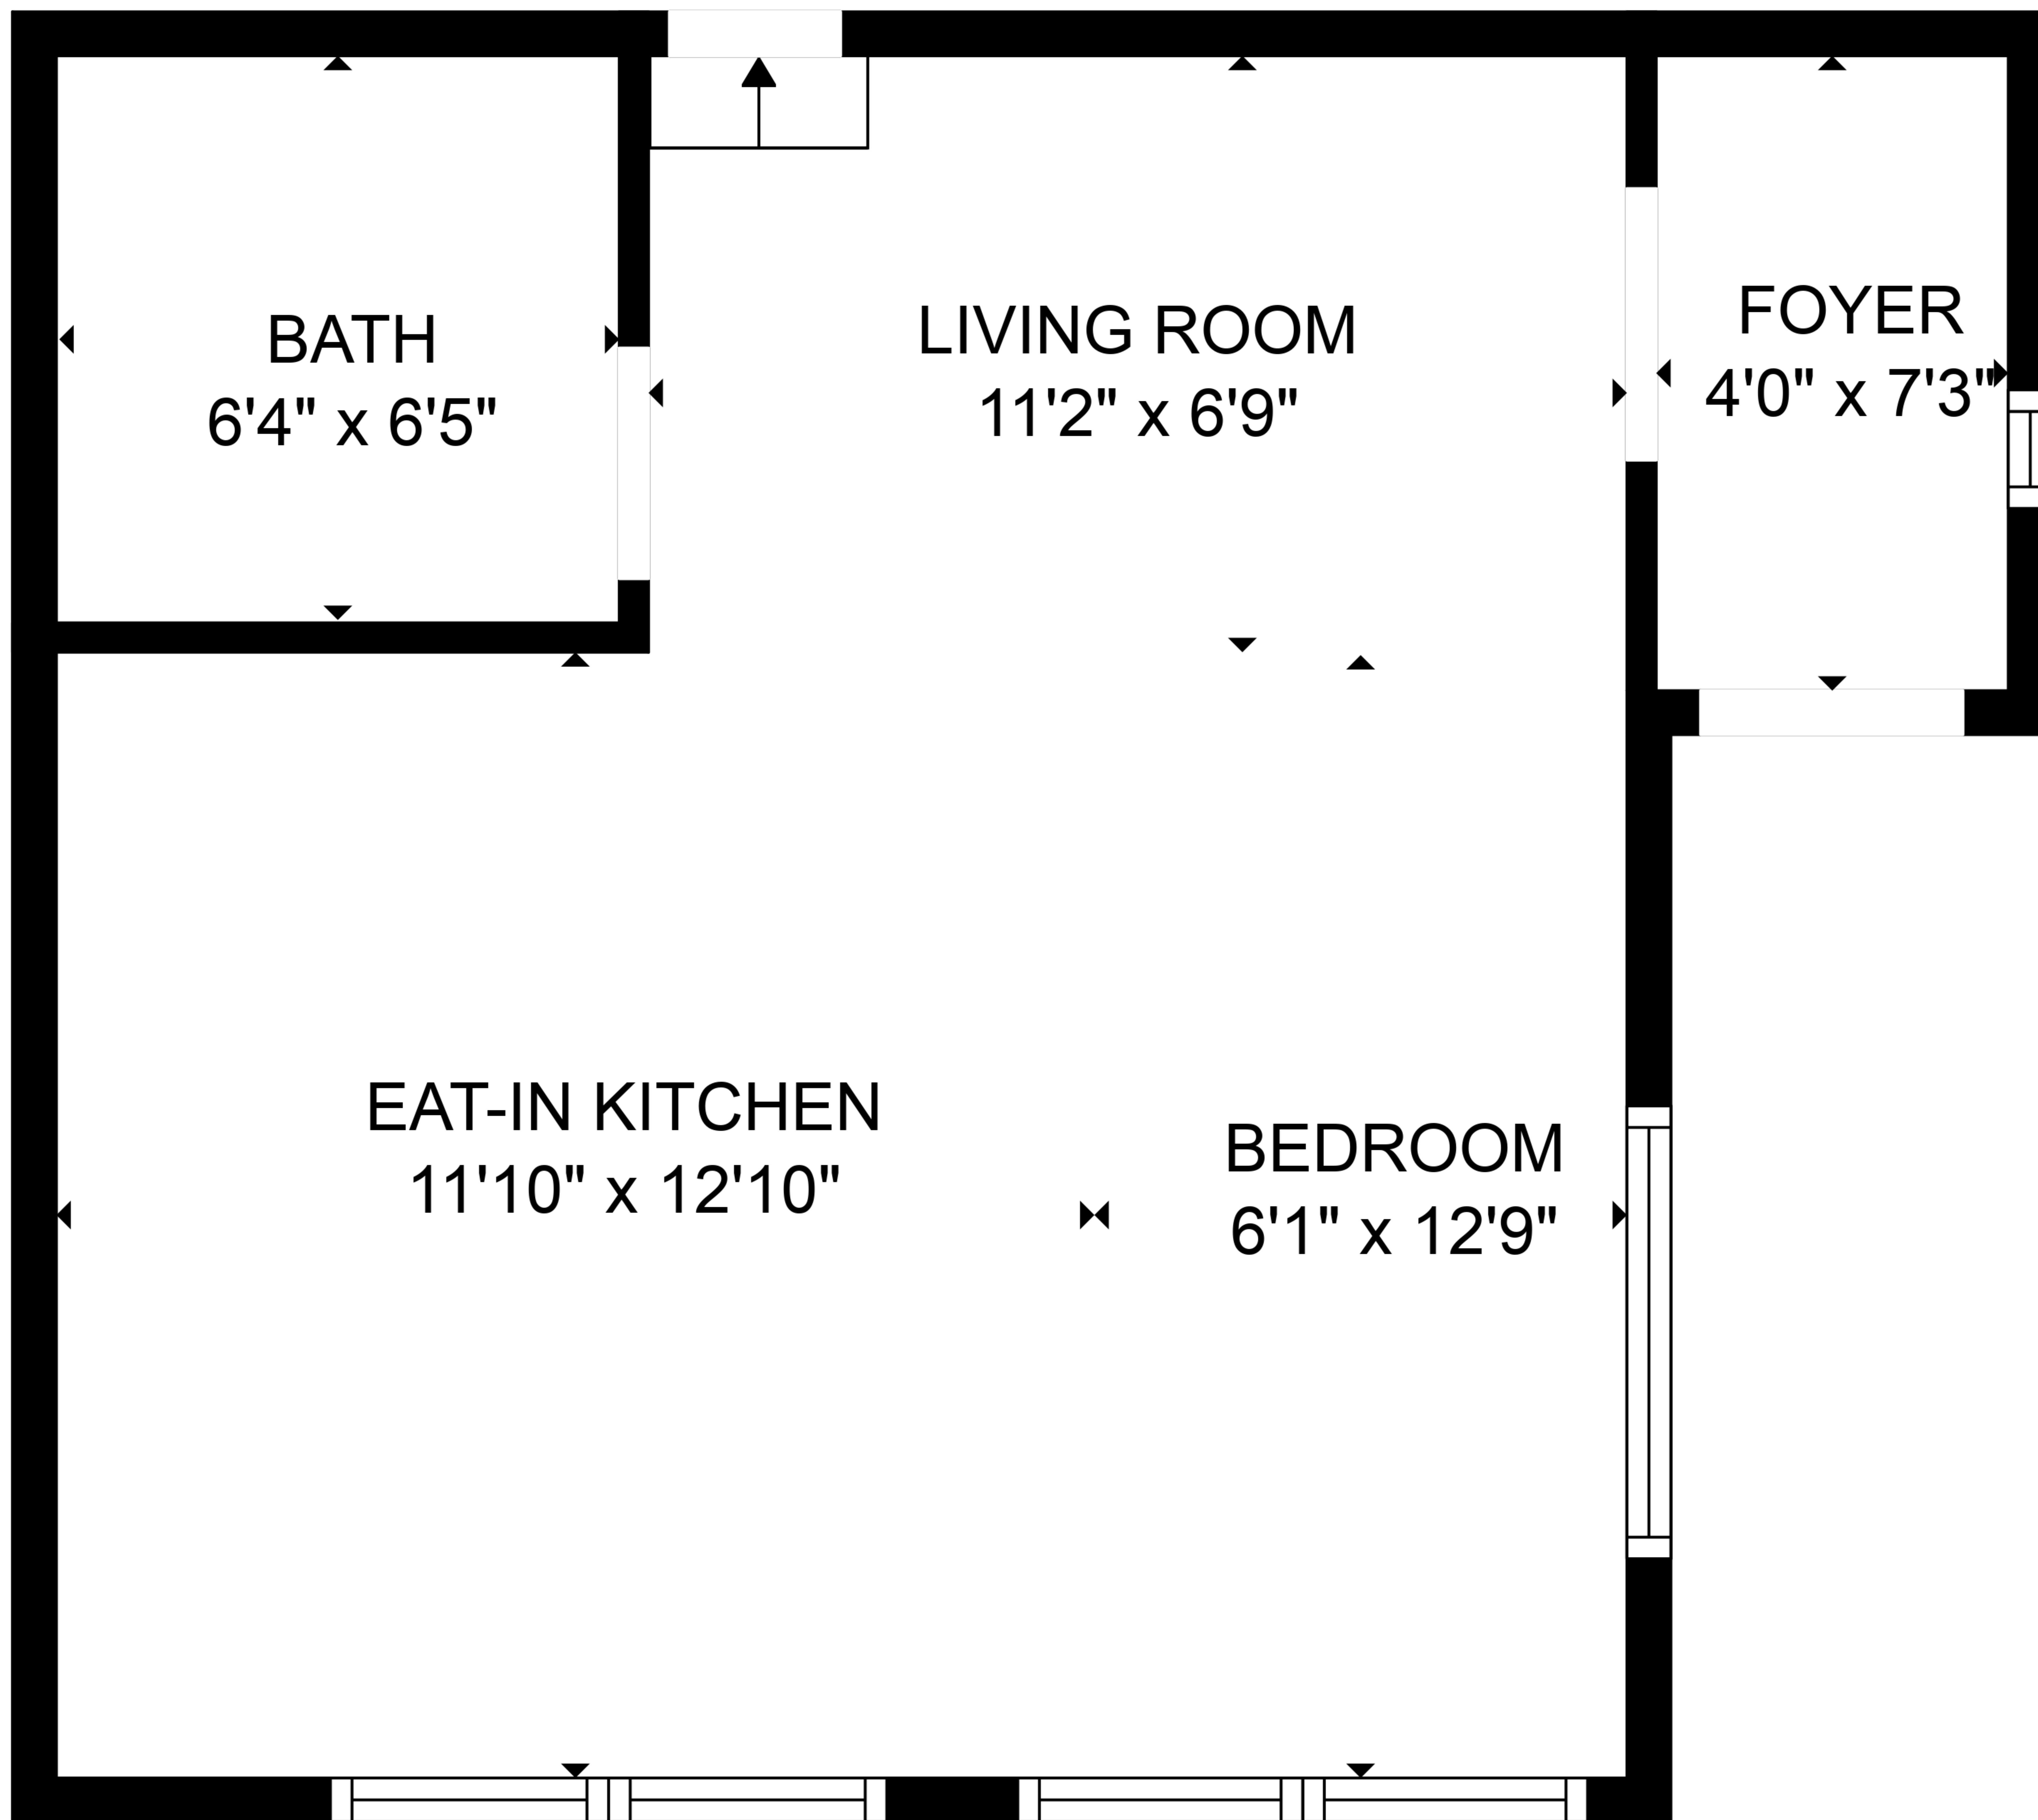 BATH
6'4" x 6'5"
LIVING ROOM
11'2" x 6'9"
FOYER
4'0" x 7'3"
EAT-IN KITCHEN
11'10" x 12'10"
BEDROOM
6'1" x 12'9"